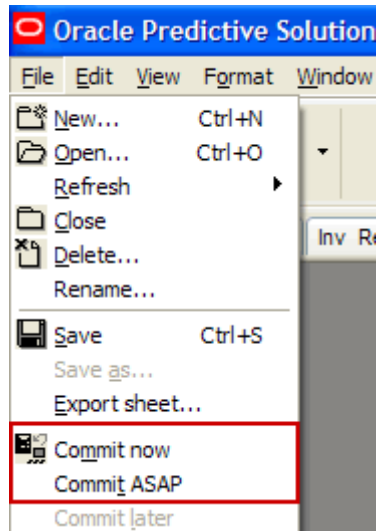 Oracle Predictive Solution
File Edit View Format Window
New... Ctrl+N
Open... Ctrl+O
Refresh
Close
Inv Re
Delete...
Rename...
Save Ctrl+S
Save as...
Export sheet...
Commit now
Commit ASAP
Commit later